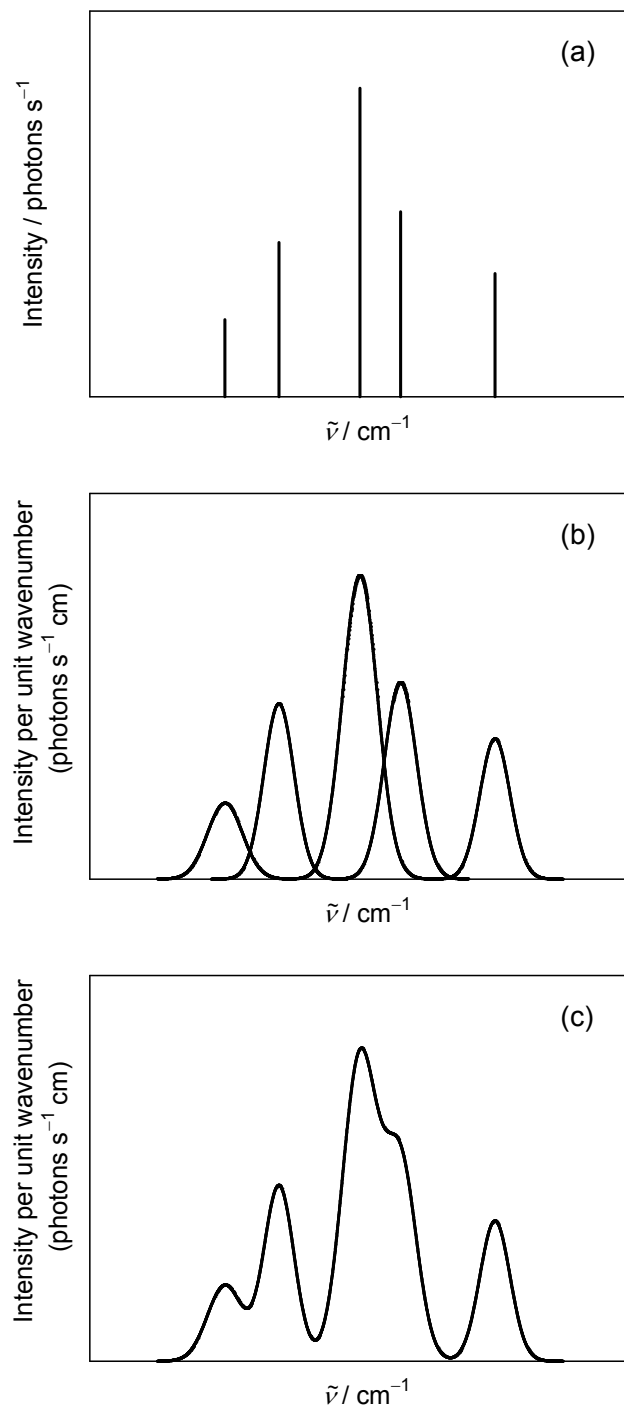 (a)
Intensity / photons s⁻¹
ν̃ / cm⁻¹
(b)
Intensity per unit wavenumber
(photons s⁻¹ cm)
ν̃ / cm⁻¹
(c)
Intensity per unit wavenumber
(photons s⁻¹ cm)
ν̃ / cm⁻¹